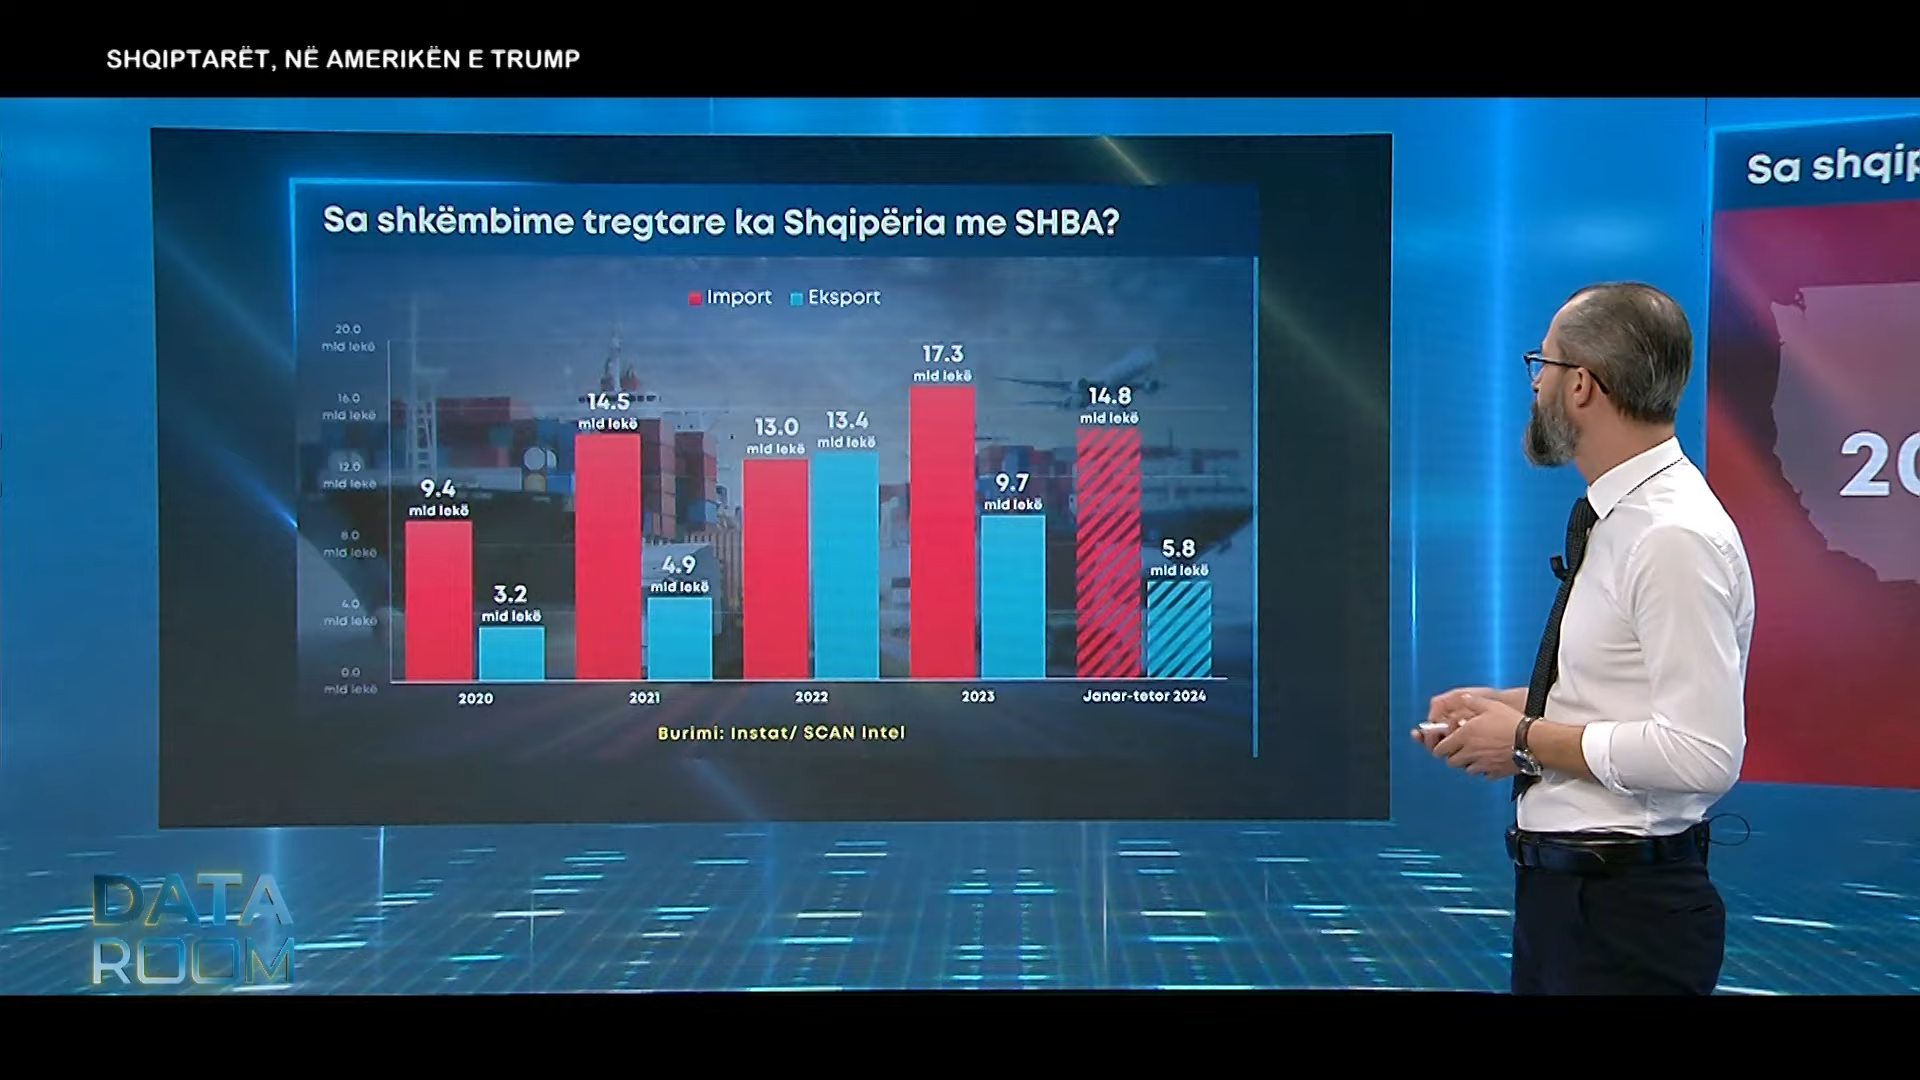 SHQIPTARËT, NË AMERIKËN E TRUMP
Sa shkëmbime tregtare ka Shqipëria me SHBA?
Import Eksport
20.0
mld lekë
16.0
mld lekë
12.0
mld lekë
8.0
mld lekë
4.0
mld lekë
0.0
mld lekë
9.4
mld lekë
3.2
mld lekë
14.5
mld lekë
4.9
mld lekë
13.0
mld lekë
13.4
mld lekë
17.3
mld lekë
9.7
mld lekë
14.8
mld lekë
5.8
mld lekë
2020 2021 2022 2023 Janar-tetor 2024
Burimi: Instat/ SCAN Intel
Sa shqip
20
DATA
ROOM